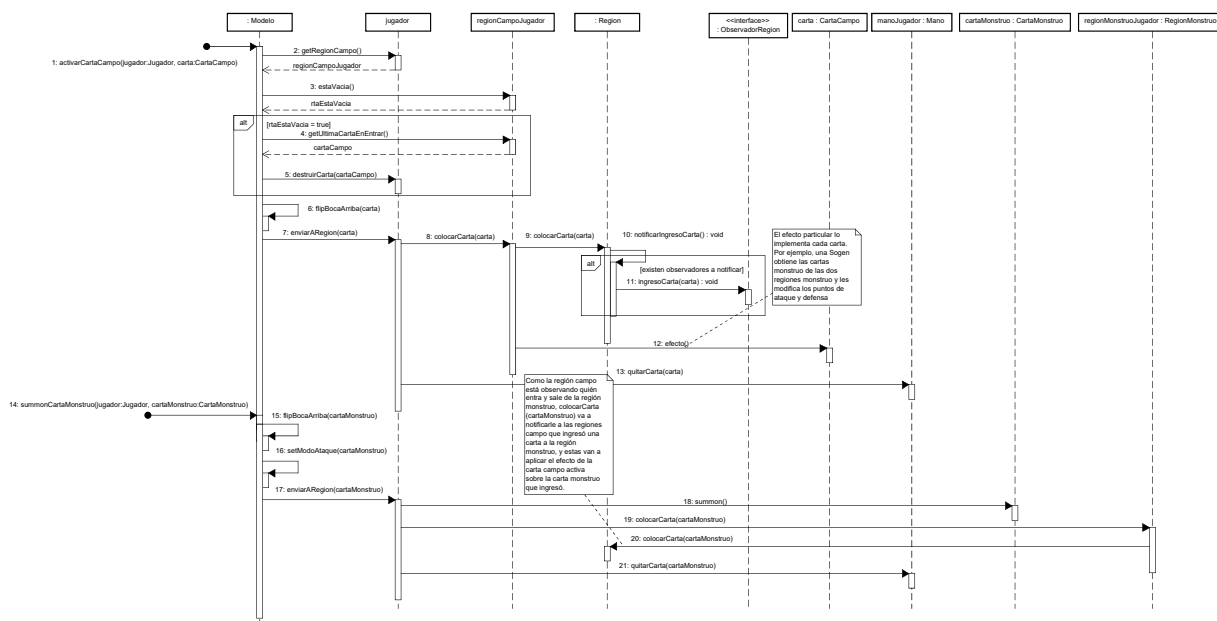 : Modelo
jugador
regionCampoJugador
: Region
<<interface>>
: ObservadorRegion
carta : CartaCampo
manoJugador : Mano
cartaMonstruo : CartaMonstruo
regionMonstruoJugador : RegionMonstruo
1: activarCartaCampo(jugador:Jugador, carta:CartaCampo)
2: getRegionCampo()
regionCampoJugador
3: estaVacia()
rtaEstaVacia
alt
[rtaEstaVacia = true]
4: getUltimaCartaEnEntrar()
cartaCampo
5: destruirCarta(cartaCampo)
6: flipBocaArriba(carta)
7: enviarARegion(carta)
8: colocarCarta(carta)
9: colocarCarta(carta)
10: notificarIngresoCarta() : void
alt
[existen observadores a notificar]
11: ingresoCarta(carta) : void
El efecto particular lo
implementa cada carta.
Por ejemplo, una Sogen
obtiene las cartas
monstruo de las dos
regiones monstruo y les
modifica los puntos de
ataque y defensa
12: efecto()
13: quitarCarta(carta)
Como la región campo
está observando quién
entra y sale de la región
monstruo, colocarCarta
(cartaMonstruo) va a
notificarle a las regiones
campo que ingresó una
carta a la región
monstruo, y estas van a
aplicar el efecto de la
carta campo activa
sobre la carta monstruo
que ingresó.
14: summonCartaMonstruo(jugador:Jugador, cartaMonstruo:CartaMonstruo)
15: flipBocaArriba(cartaMonstruo)
16: setModoAtaque(cartaMonstruo)
17: enviarARegion(cartaMonstruo)
18: summon()
19: colocarCarta(cartaMonstruo)
20: colocarCarta(cartaMonstruo)
21: quitarCarta(cartaMonstruo)